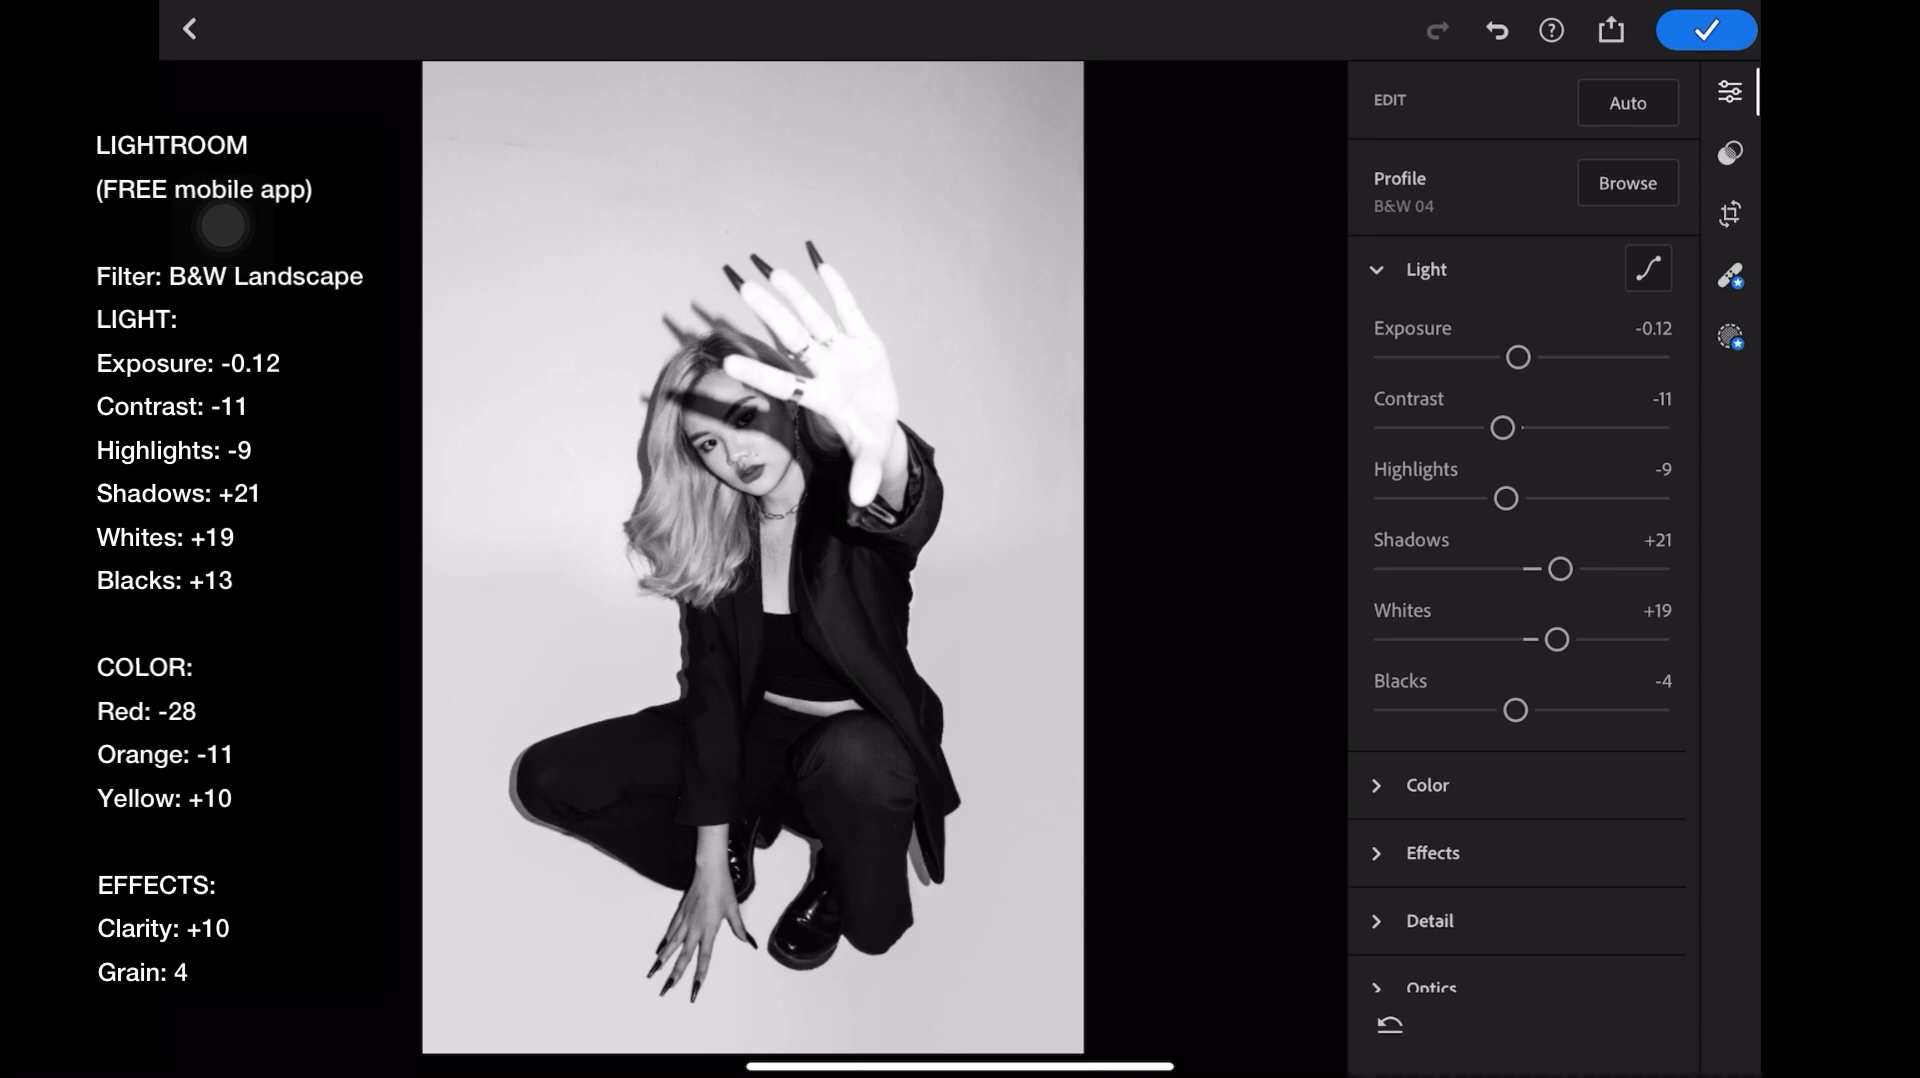 LIGHTROOM
(FREE mobile app)
Filter: B&W Landscape
LIGHT:
Exposure: -0.12
Contrast: -11
Highlights: -9
Shadows: +21
Whites: +19
Blacks: +13
COLOR:
Red: -28
Orange: -11
Yellow: +10
EFFECTS:
Clarity: +10
Grain: 4
EDIT
Auto
Profile
B&W 04
Browse
Light
Exposure -0.12
Contrast -11
Highlights -9
Shadows +21
Whites +19
Blacks -4
Color
Effects
Detail
Optics